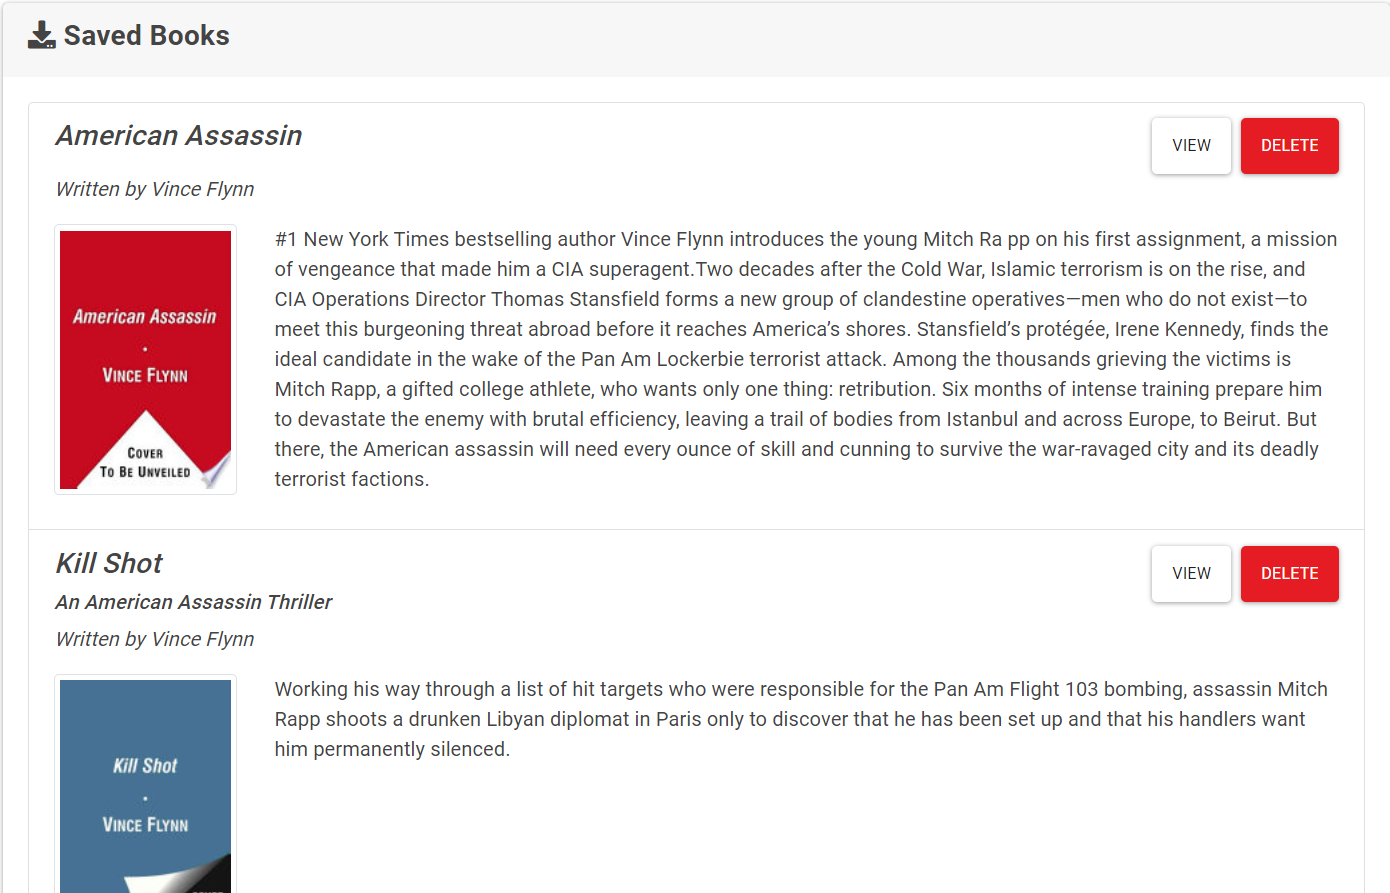 Saved Books
American Assassin
VIEW
DELETE
Written by Vince Flynn
American Assassin
.
VINCE FLYNN
COVER
TO BE UNVEILED
#1 New York Times bestselling author Vince Flynn introduces the young Mitch Ra pp on his first assignment, a mission
of vengeance that made him a CIA superagent.Two decades after the Cold War, Islamic terrorism is on the rise, and
CIA Operations Director Thomas Stansfield forms a new group of clandestine operatives—men who do not exist—to
meet this burgeoning threat abroad before it reaches America’s shores. Stansfield’s protégée, Irene Kennedy, finds the
ideal candidate in the wake of the Pan Am Lockerbie terrorist attack. Among the thousands grieving the victims is
Mitch Rapp, a gifted college athlete, who wants only one thing: retribution. Six months of intense training prepare him
to devastate the enemy with brutal efficiency, leaving a trail of bodies from Istanbul and across Europe, to Beirut. But
there, the American assassin will need every ounce of skill and cunning to survive the war-ravaged city and its deadly
terrorist factions.
Kill Shot
VIEW
DELETE
An American Assassin Thriller
Written by Vince Flynn
Kill Shot
.
VINCE FLYNN
Working his way through a list of hit targets who were responsible for the Pan Am Flight 103 bombing, assassin Mitch
Rapp shoots a drunken Libyan diplomat in Paris only to discover that he has been set up and that his handlers want
him permanently silenced.